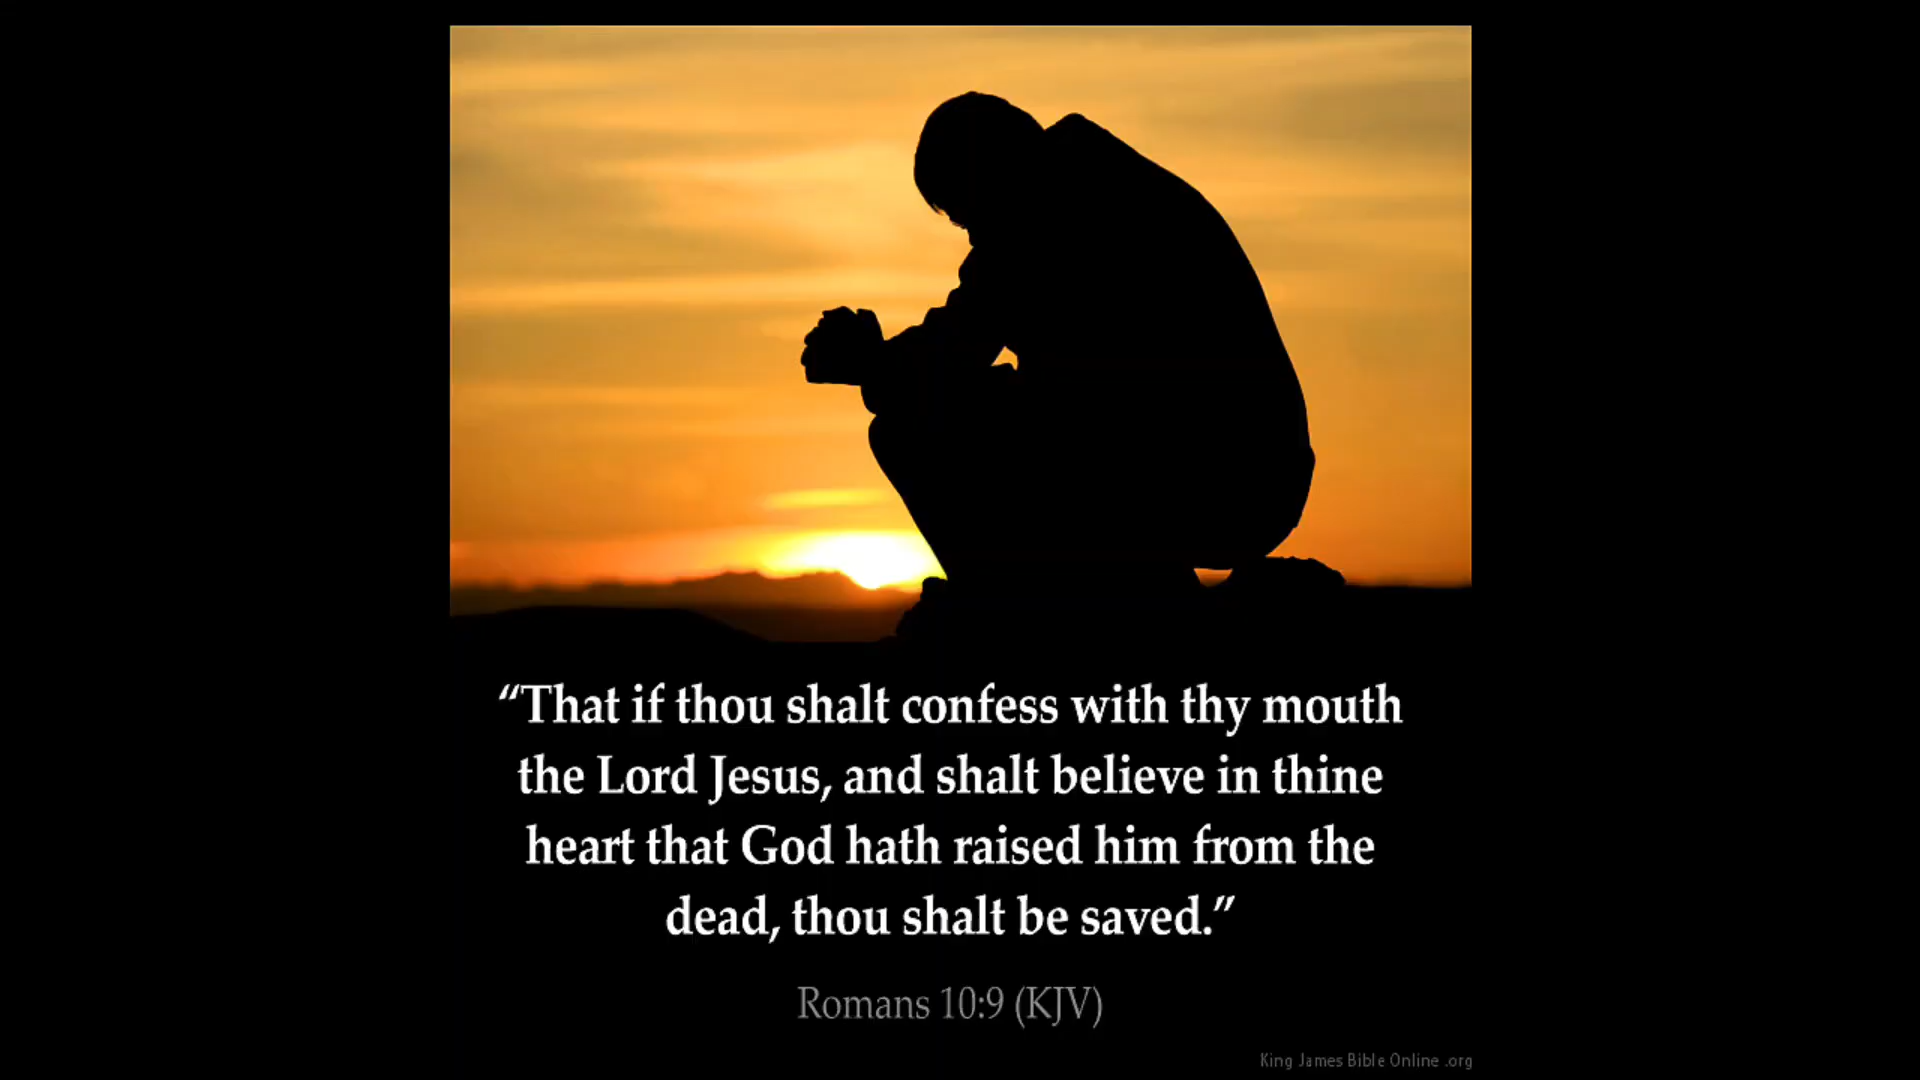 “That if thou shalt confess with thy mouth
the Lord Jesus, and shalt believe in thine
heart that God hath raised him from the
dead, thou shalt be saved.”
Romans 10:9 (KJV)
King James Bible Online .org